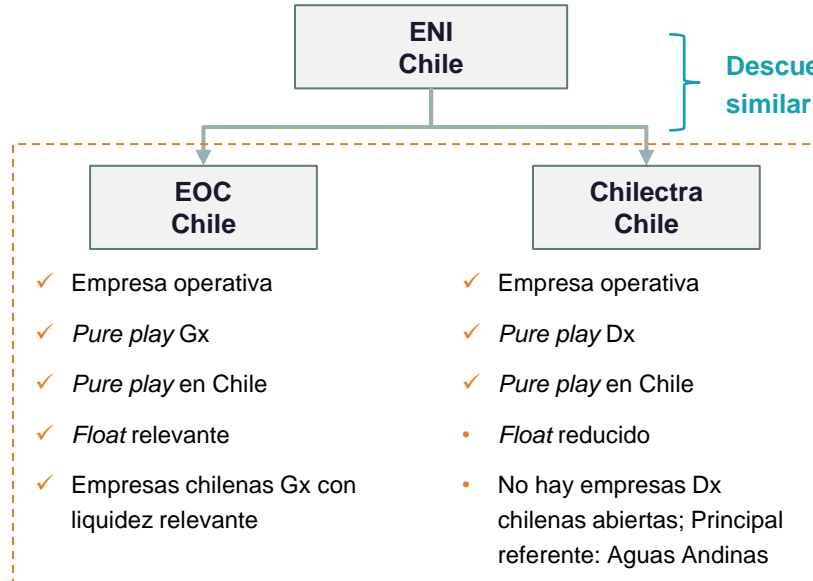 ENI
Chile
Descue
similar
EOC
Chile
✓ Empresa operativa
✓ Pure play Gx
✓ Pure play en Chile
✓ Float relevante
✓ Empresas chilenas Gx con
liquidez relevante
Chilectra
Chile
✓ Empresa operativa
✓ Pure play Dx
✓ Pure play en Chile
• Float reducido
• No hay empresas Dx
chilenas abiertas; Principal
referente: Aguas Andinas